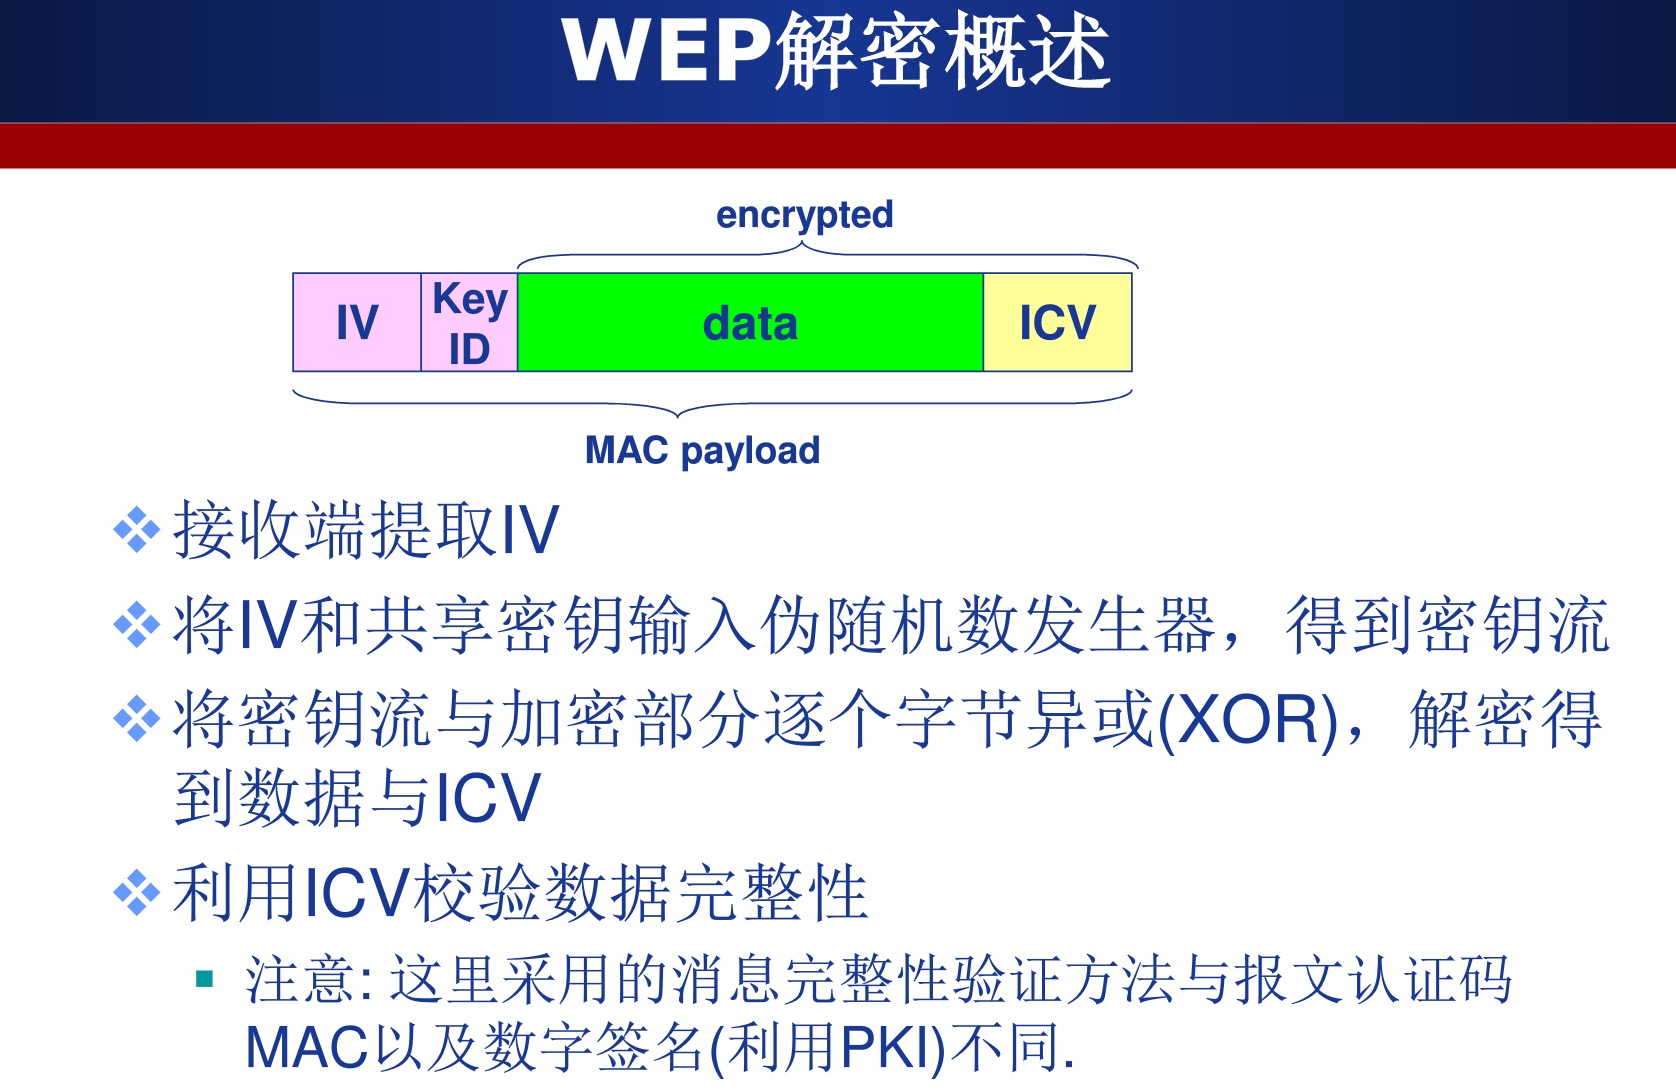 WEP解密概述
encrypted
IV
Key
ID
data
ICV
MAC payload
接收端提取IV
将IV和共享密钥输入伪随机数发生器，得到密钥流
将密钥流与加密部分逐个字节异或(XOR)，解密得
到数据与ICV
利用ICV校验数据完整性
注意: 这里采用的消息完整性验证方法与报文认证码
MAC以及数字签名(利用PKI)不同.